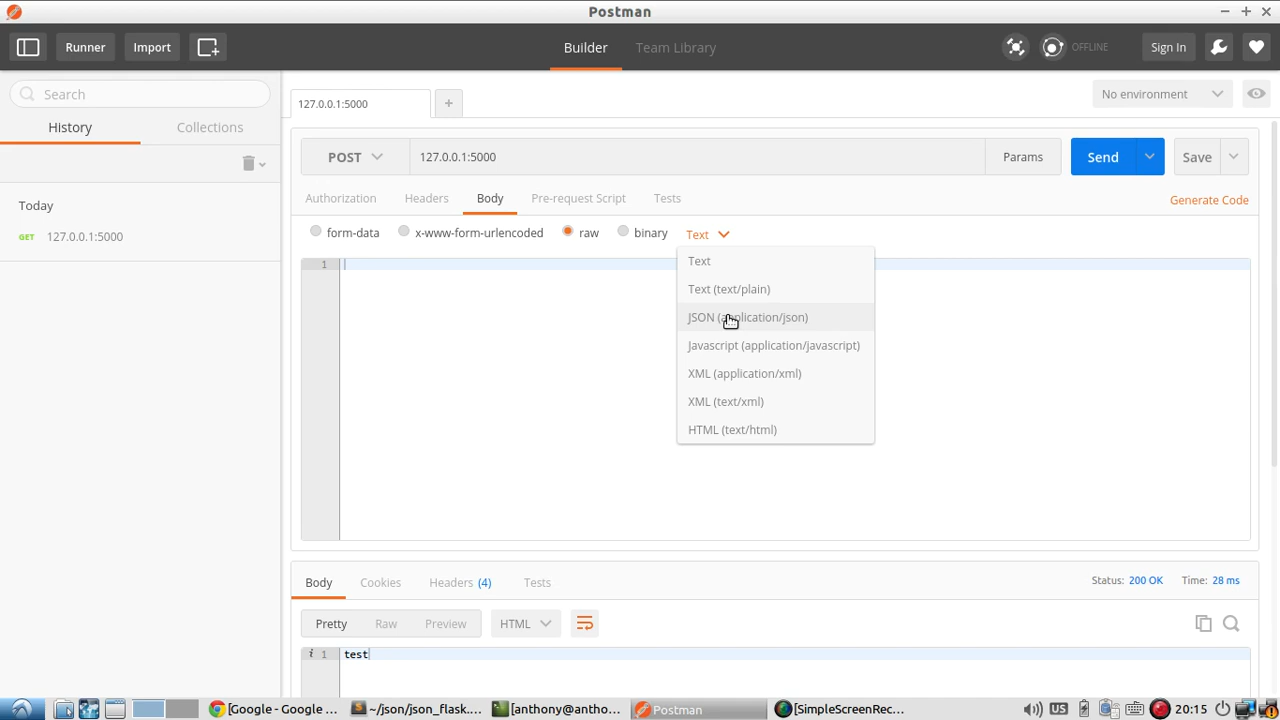 Postman
Runner
Import
Builder
Team Library
OFFLINE
Sign In
Search
History
Collections
Today
GET 127.0.0.1:5000
127.0.0.1:5000
+
No environment
POST
127.0.0.1:5000
Params
Send
Save
Authorization
Headers
Body
Pre-request Script
Tests
Generate Code
form-data
x-www-form-urlencoded
raw
binary
Text
1
Text
Text (text/plain)
JSON (application/json)
Javascript (application/javascript)
XML (application/xml)
XML (text/xml)
HTML (text/html)
Body
Cookies
Headers (4)
Tests
Status: 200 OK
Time: 28 ms
Pretty
Raw
Preview
HTML
i 1 test
[Google - Google ...
~/json/json_flask....
[anthony@antho...
Postman
[SimpleScreenRec...
US
20:15